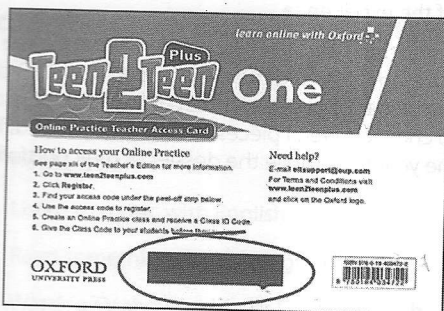 learn online with Oxford
Teen2Teen Plus One
Online Practice Teacher Access Card
How to access your Online Practice
See page xix of the Teacher's Edition for more information.
1. Go to www.teen2teenplus.com
2. Click Register.
3. Find your access code under the peel-off strip below.
4. Use the access code to register.
5. Create an Online Practice class and receive a Class ID Code.
6. Give the Class Code to your students before they
Need help?
E-mail eltsupport@oup.com
For Terms and Conditions visit
www.teen2teenplus.com
and click on the Oxford logo.
OXFORD
UNIVERSITY PRESS